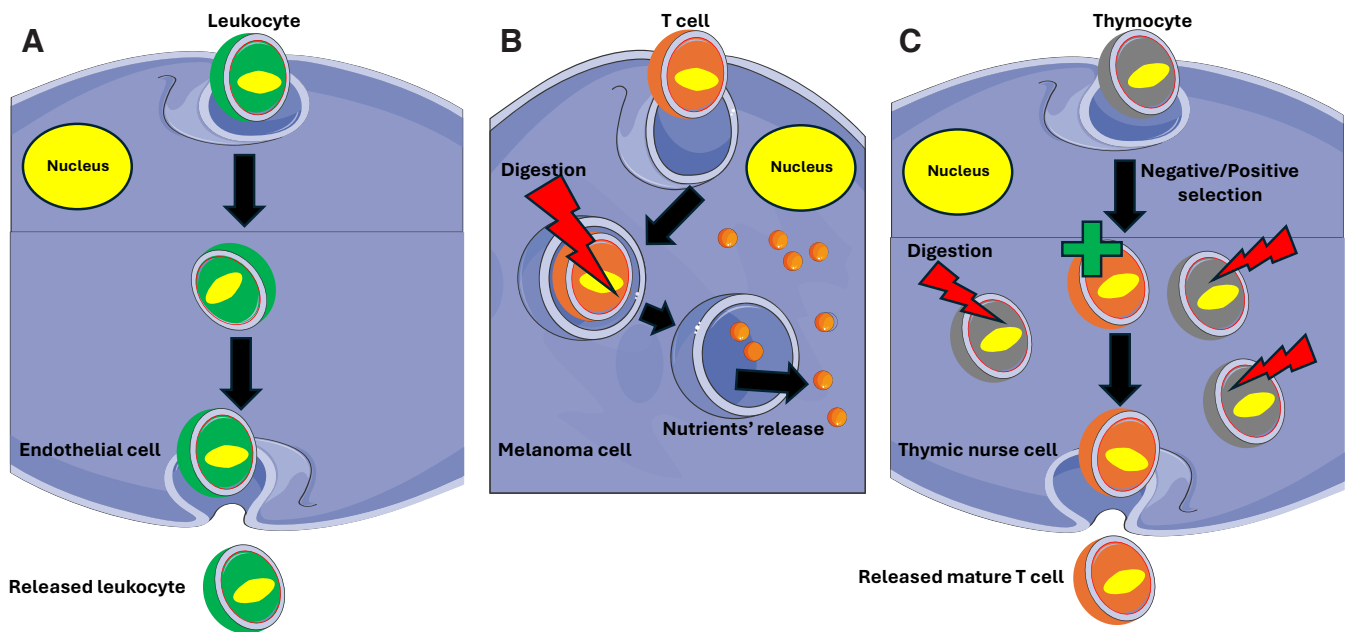 A
Leukocyte
Nucleus
Endothelial cell
Released leukocyte
B
T cell
Digestion
Nucleus
Nutrients’ release
Melanoma cell
C
Thymocyte
Nucleus
Negative/Positive
selection
Digestion
Thymic nurse cell
Released mature T cell